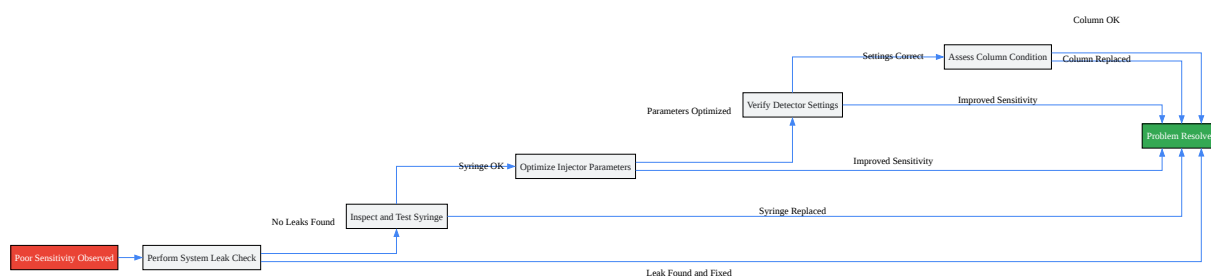 Column OK
Settings Correct
Assess Column Condition
Column Replaced
Parameters Optimized
Verify Detector Settings
Improved Sensitivity
Problem Resolve
Syringe OK
Optimize Injector Parameters
Improved Sensitivity
No Leaks Found
Inspect and Test Syringe
Syringe Replaced
Poor Sensitivity Observed
Perform System Leak Check
Leak Found and Fixed